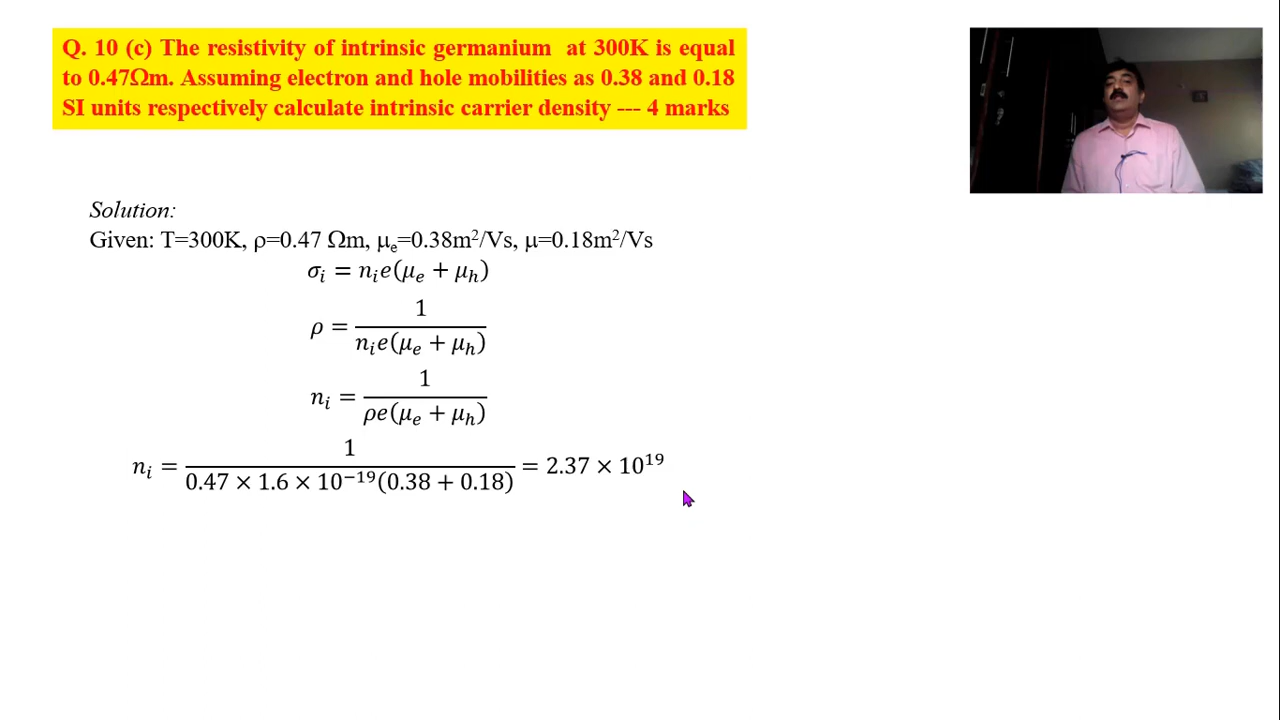 Q. 10 (c) The resistivity of intrinsic germanium at 300K is equal
to 0.47Ωm. Assuming electron and hole mobilities as 0.38 and 0.18
SI units respectively calculate intrinsic carrier density --- 4 marks
Solution:
Given: T=300K, ρ=0.47 Ωm, μₑ=0.38m²/Vs, μ=0.18m²/Vs
σᵢ = nᵢe(μₑ + μₕ)
ρ = 1 / nᵢe(μₑ + μₕ)
nᵢ = 1 / ρe(μₑ + μₕ)
nᵢ = 1 / 0.47 × 1.6 × 10⁻¹⁹(0.38 + 0.18) = 2.37 × 10¹⁹